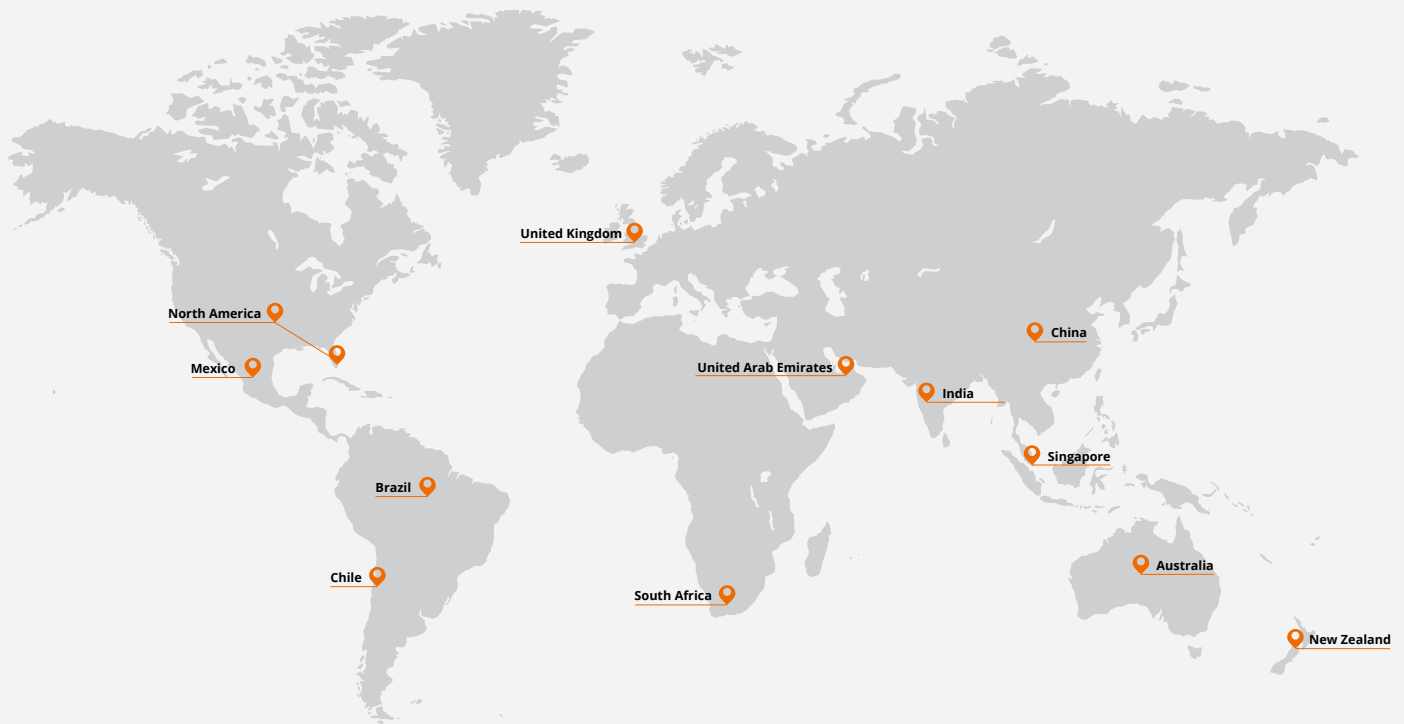 United Kingdom
North America
China
Mexico
United Arab Emirates
India
Singapore
Brazil
Australia
Chile
South Africa
New Zealand